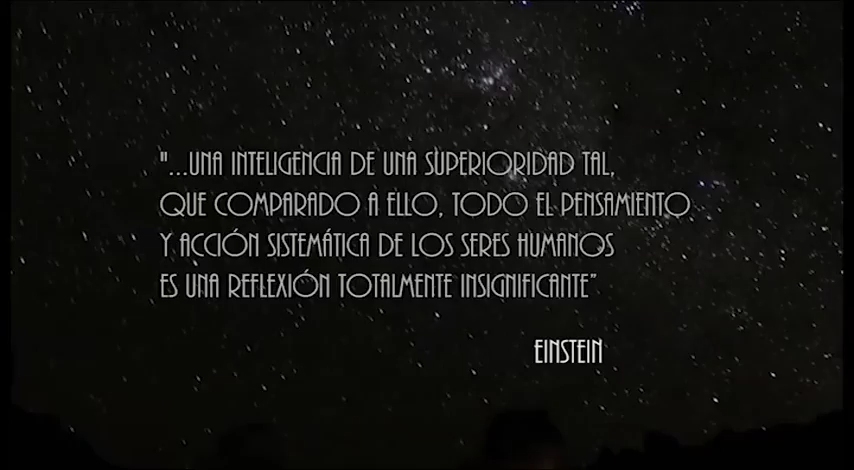 "...UNA INTELIGENCIA DE UNA SUPERIORIDAD TAL,
QUE COMPARADO A ELLO, TODO EL PENSAMIENTO
Y ACCIÓN SISTEMÁTICA DE LOS SERES HUMANOS
ES UNA REFLEXIÓN TOTALMENTE INSIGNIFICANTE"
EINSTEIN